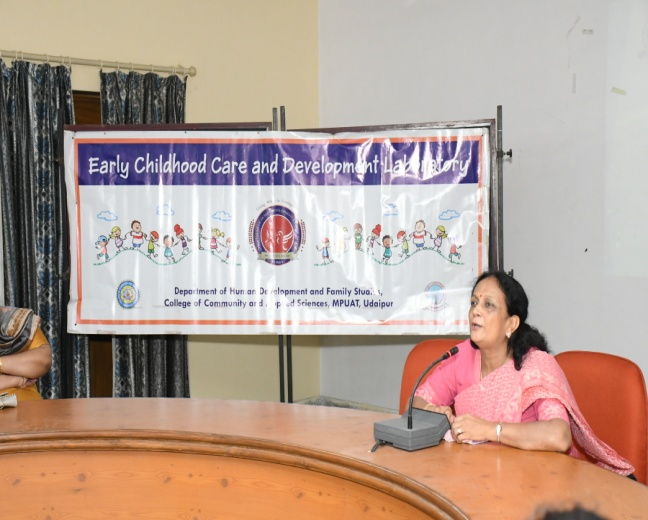 Early Childhood Care and Development Laboratory
Department of Human Development and Family Studies,
College of Community and Applied Sciences, MPUAT, Udaipur